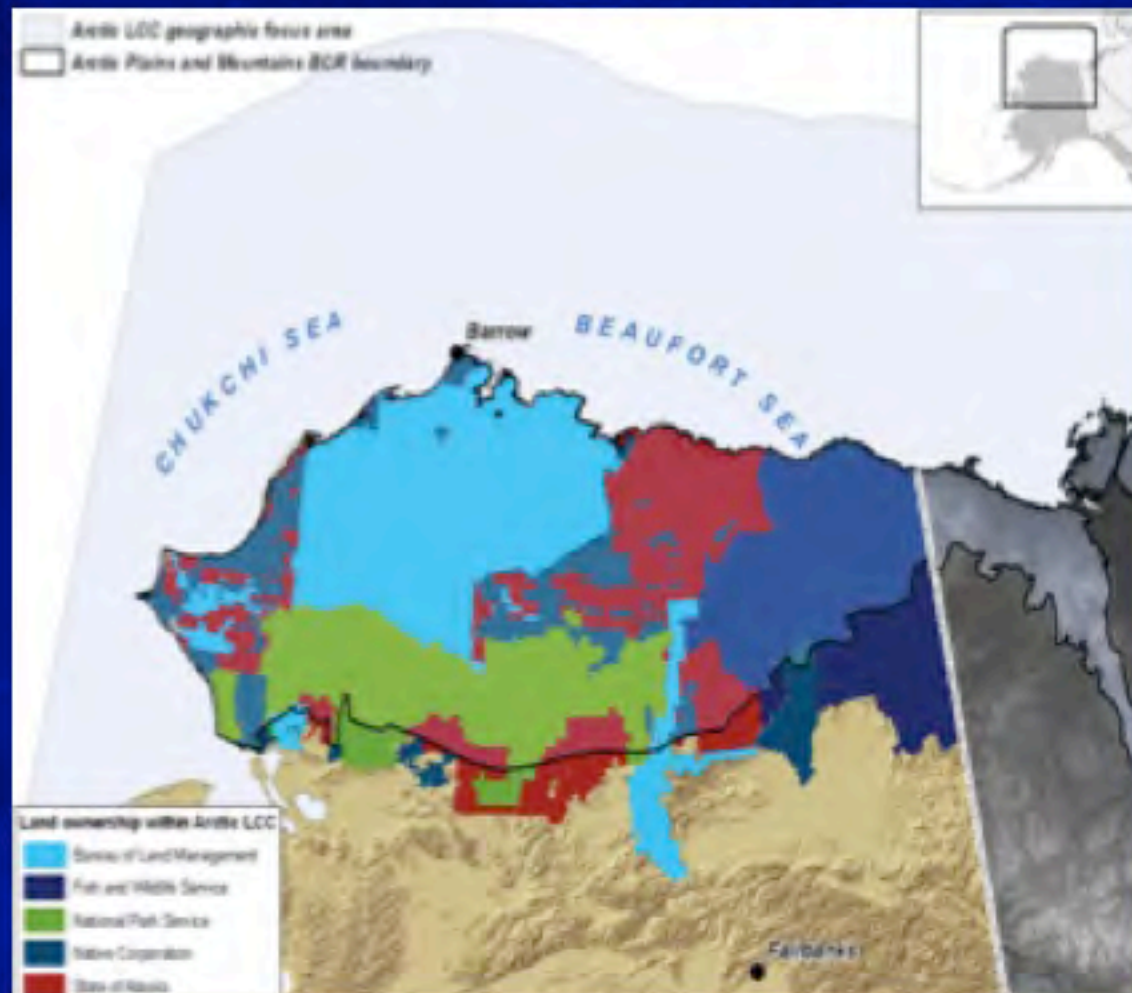 Arctic LCC geographic focus area
Arctic Plains and Mountains BCR boundary
CHUKCHI SEA
Barrow
BEAUFORT SEA
Land ownership within Arctic LCC
Bureau of Land Management
Fish and Wildlife Service
National Park Service
Native Corporation
State of Alaska
Fairbanks